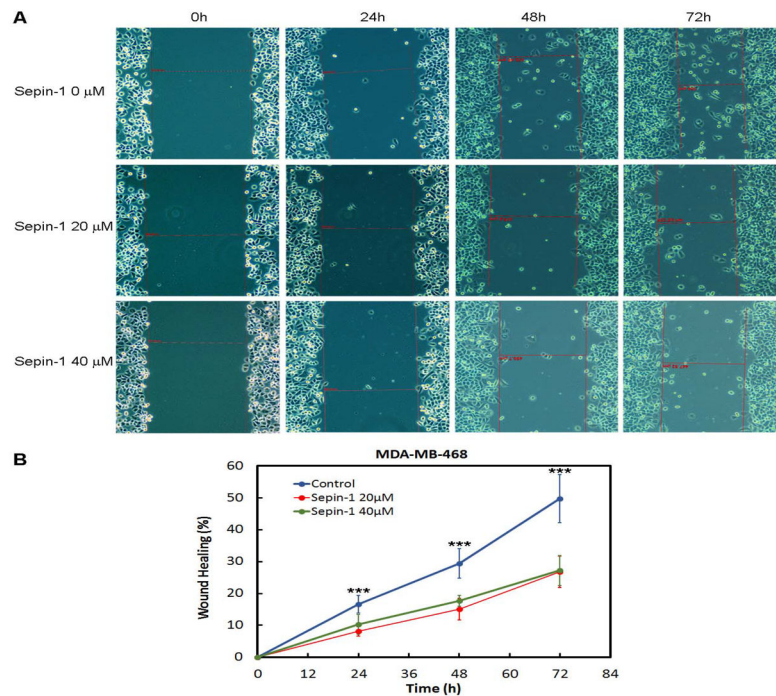 A
0h 24h 48h 72h
Sepin-1 0 µM
Sepin-1 20 µM
Sepin-1 40 µM
B
MDA-MB-468
60
50
40
30
20
10
0
Wound Healing (%)
Control
Sepin-1 20µM
Sepin-1 40µM
***
***
***
0 12 24 36 48 60 72 84
Time (h)